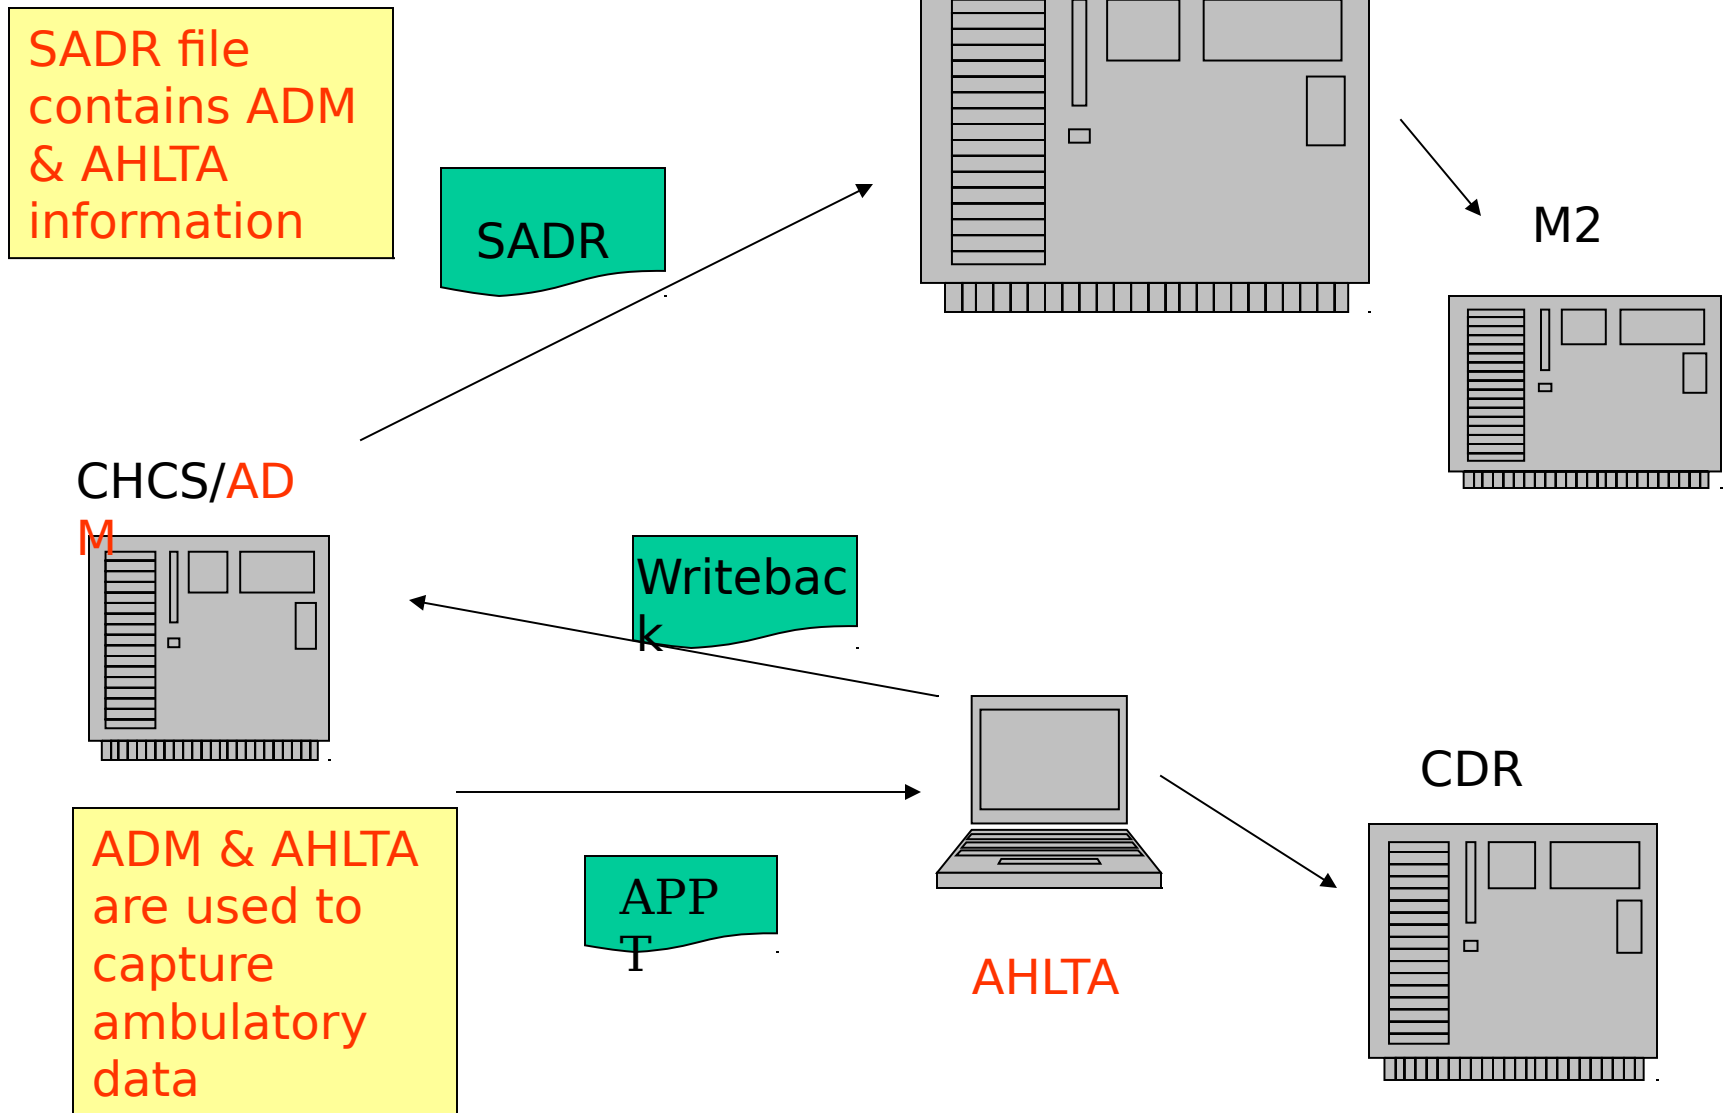 SADR file
contains ADM
& AHLTA
information
SADR
M2
CHCS/AD
M
Writebac
k
CDR
ADM & AHLTA
are used to
capture
ambulatory
data
APP
T
AHLTA